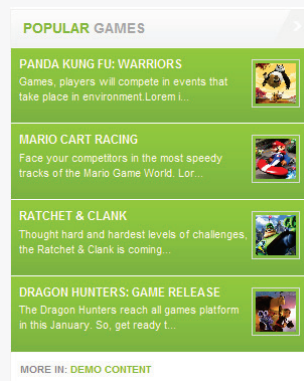 POPULAR GAMES
PANDA KUNG FU: WARRIORS
Games, players will compete in events that
take place in environment.Lorem i...
MARIO CART RACING
Face your competitors in the most speedy
tracks of the Mario Game World. Lor...
RATCHET & CLANK
Thought hard and hardest levels of challenges,
the Ratchet & Clank is coming...
DRAGON HUNTERS: GAME RELEASE
The Dragon Hunters reach all games platform
in this January. So, get ready t...
MORE IN: DEMO CONTENT